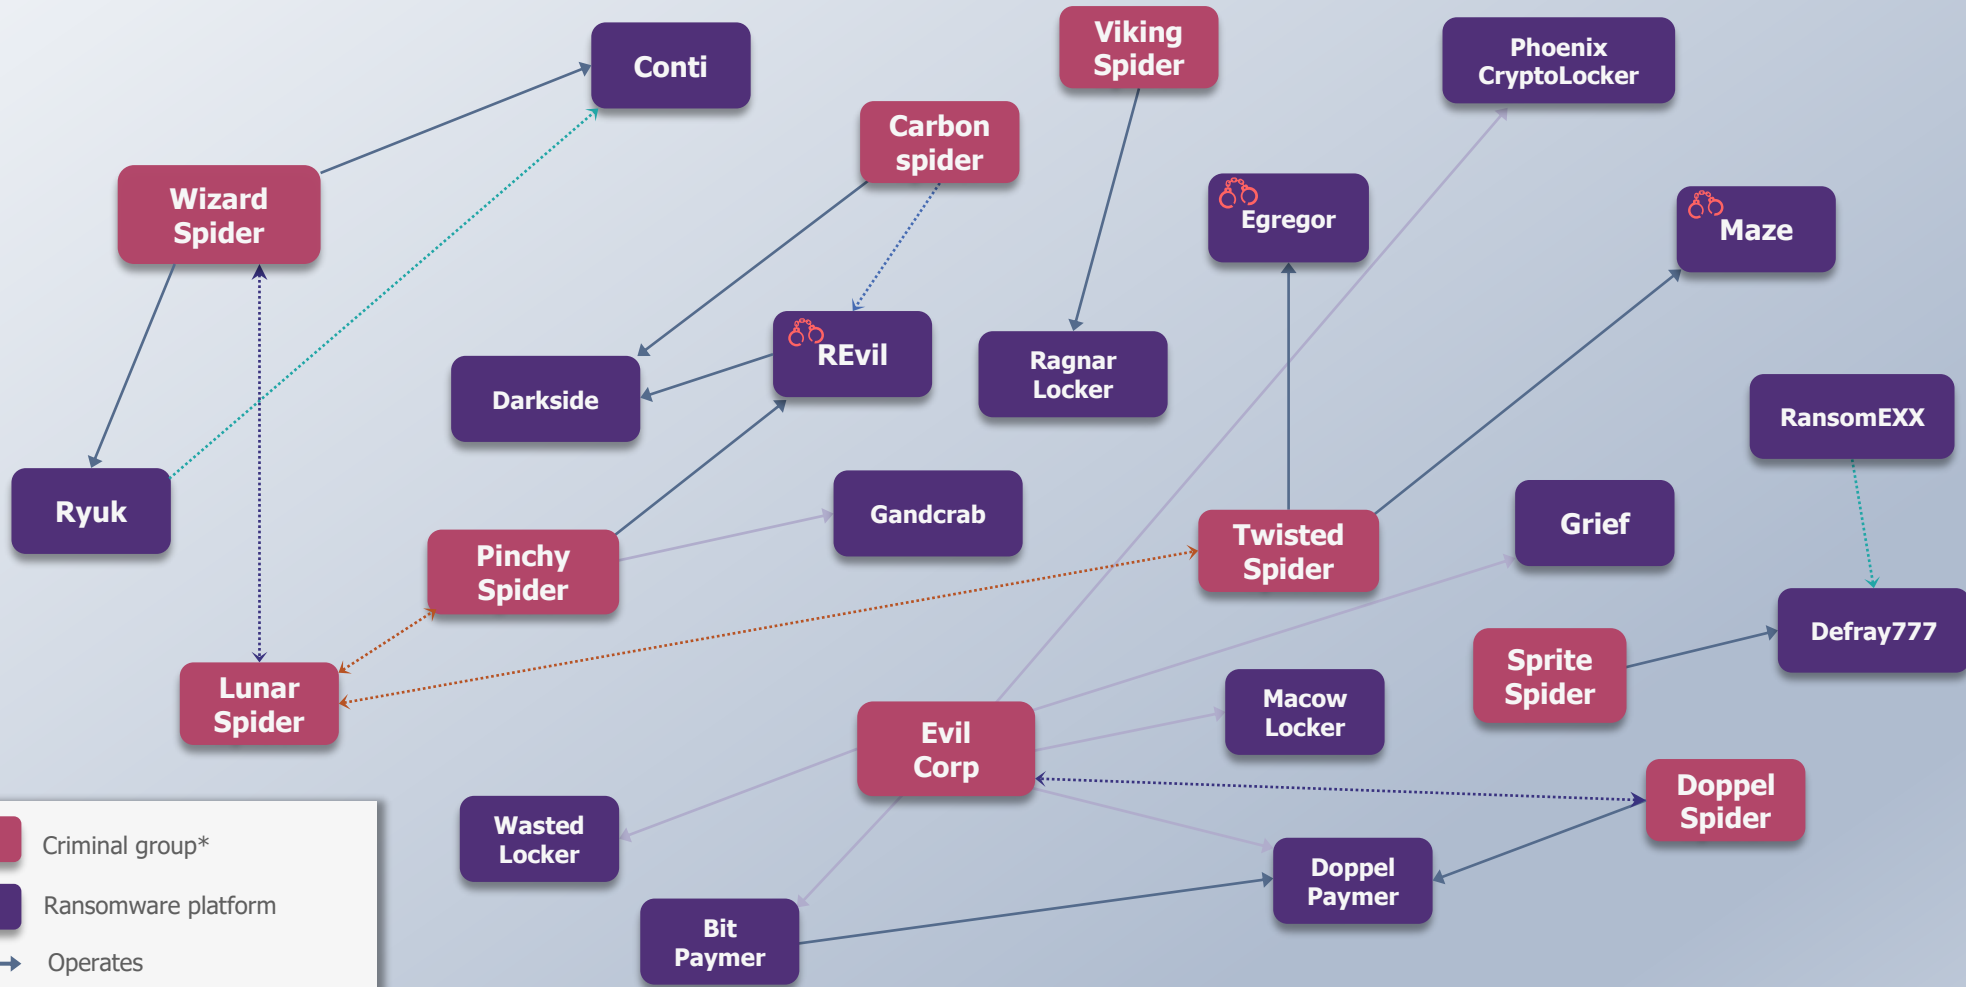 Conti
Viking
Spider
Phoenix
CryptoLocker
Carbon
spider
Wizard
Spider
Egregor
Maze
Darkside
REvil
Ragnar
Locker
RansomEXX
Ryuk
Gandcrab
Pinchy
Spider
Twisted
Spider
Grief
Defray777
Sprite
Spider
Lunar
Spider
Macow
Locker
Evil
Corp
Doppel
Spider
Wasted
Locker
Doppel
Paymer
Bit
Paymer
Criminal group*
Ransomware platform
Operates